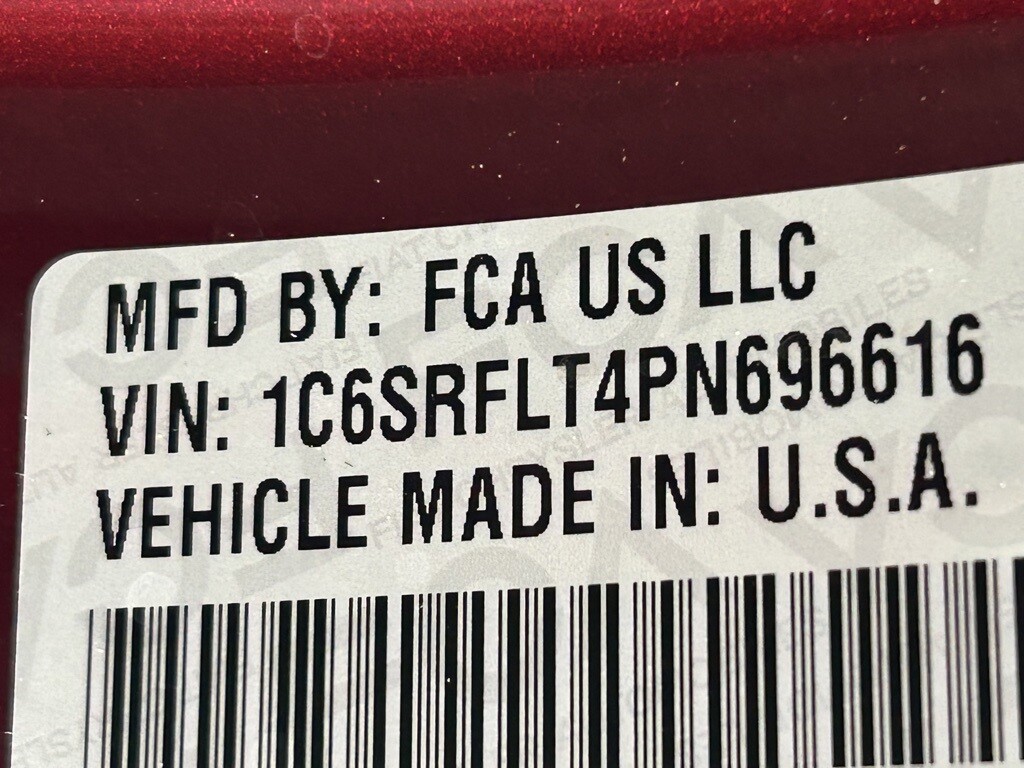 MFD BY: FCA US LLC
VIN: 1C6SRFLT4PN696616
VEHICLE MADE IN: U.S.A.